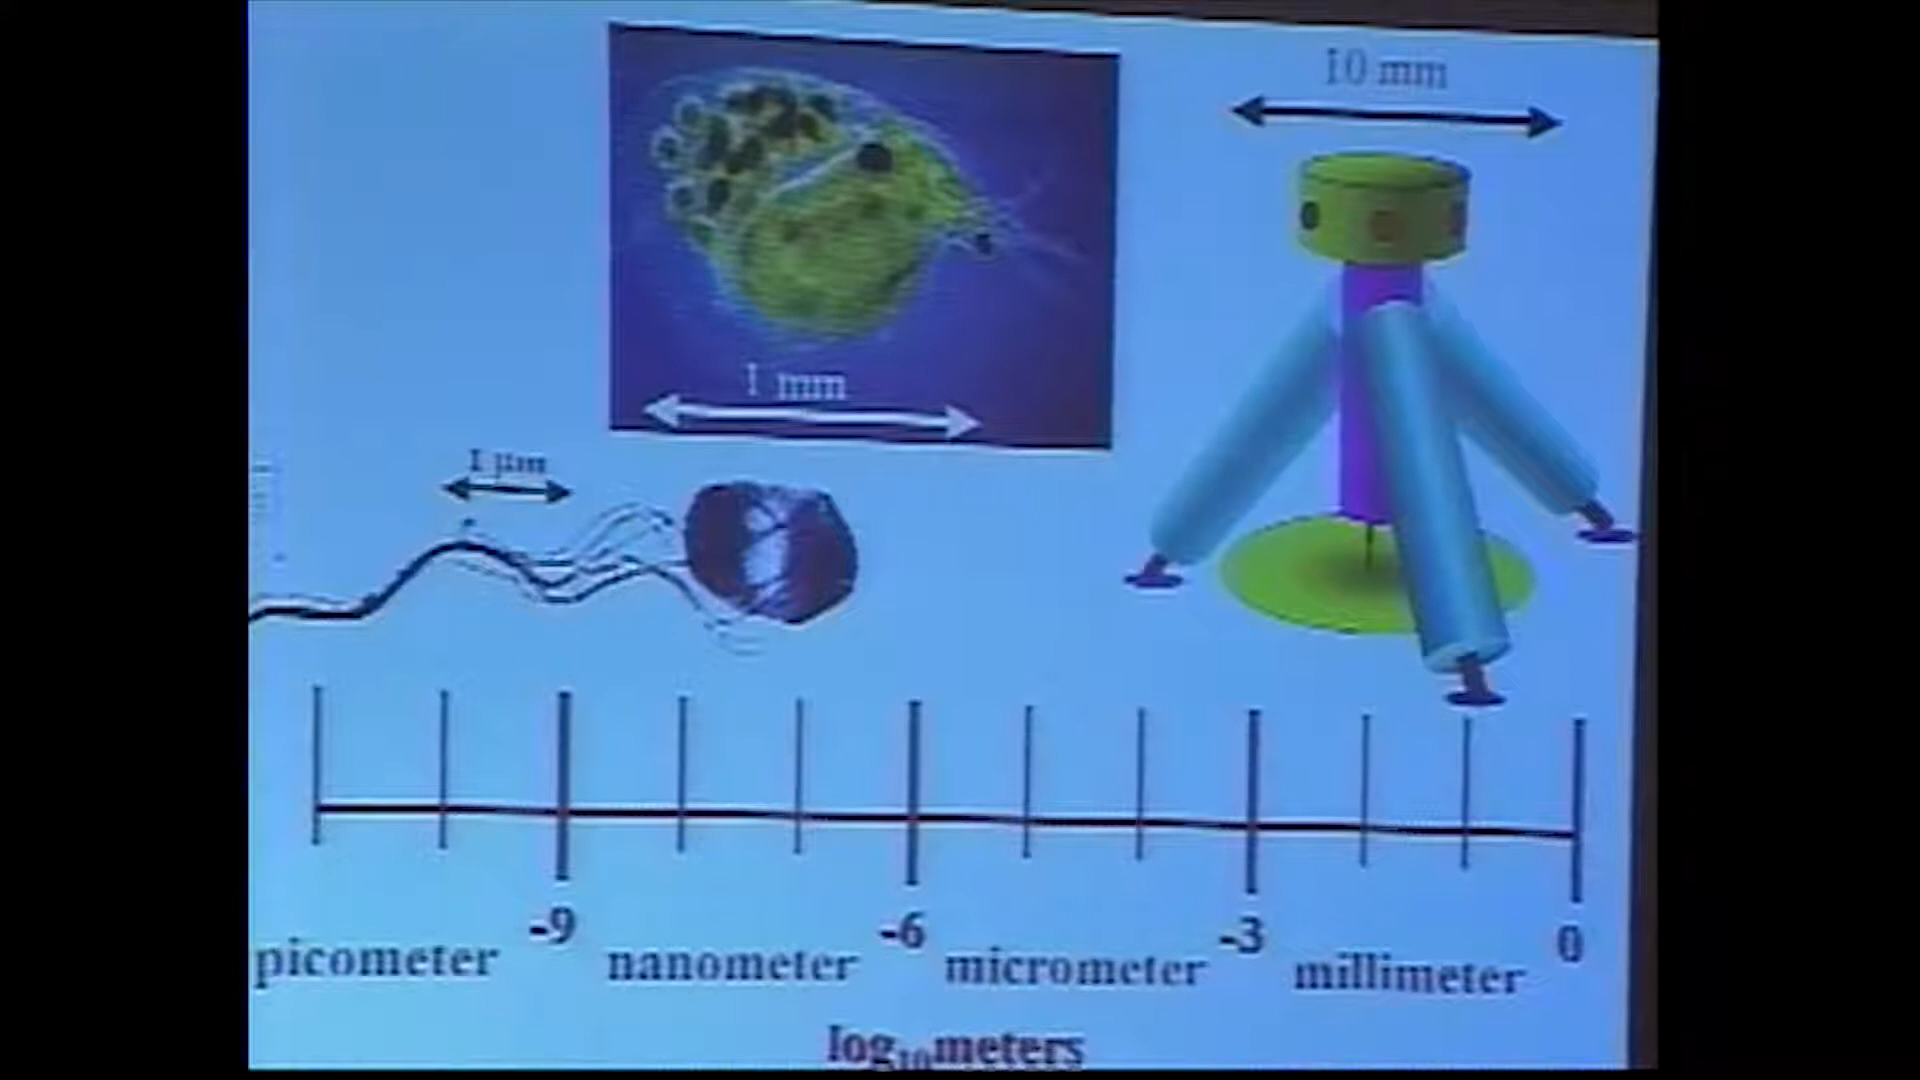 10 mm
1 mm
1 µm
-9 -6 -3 0
picometer nanometer micrometer millimeter
log10meters